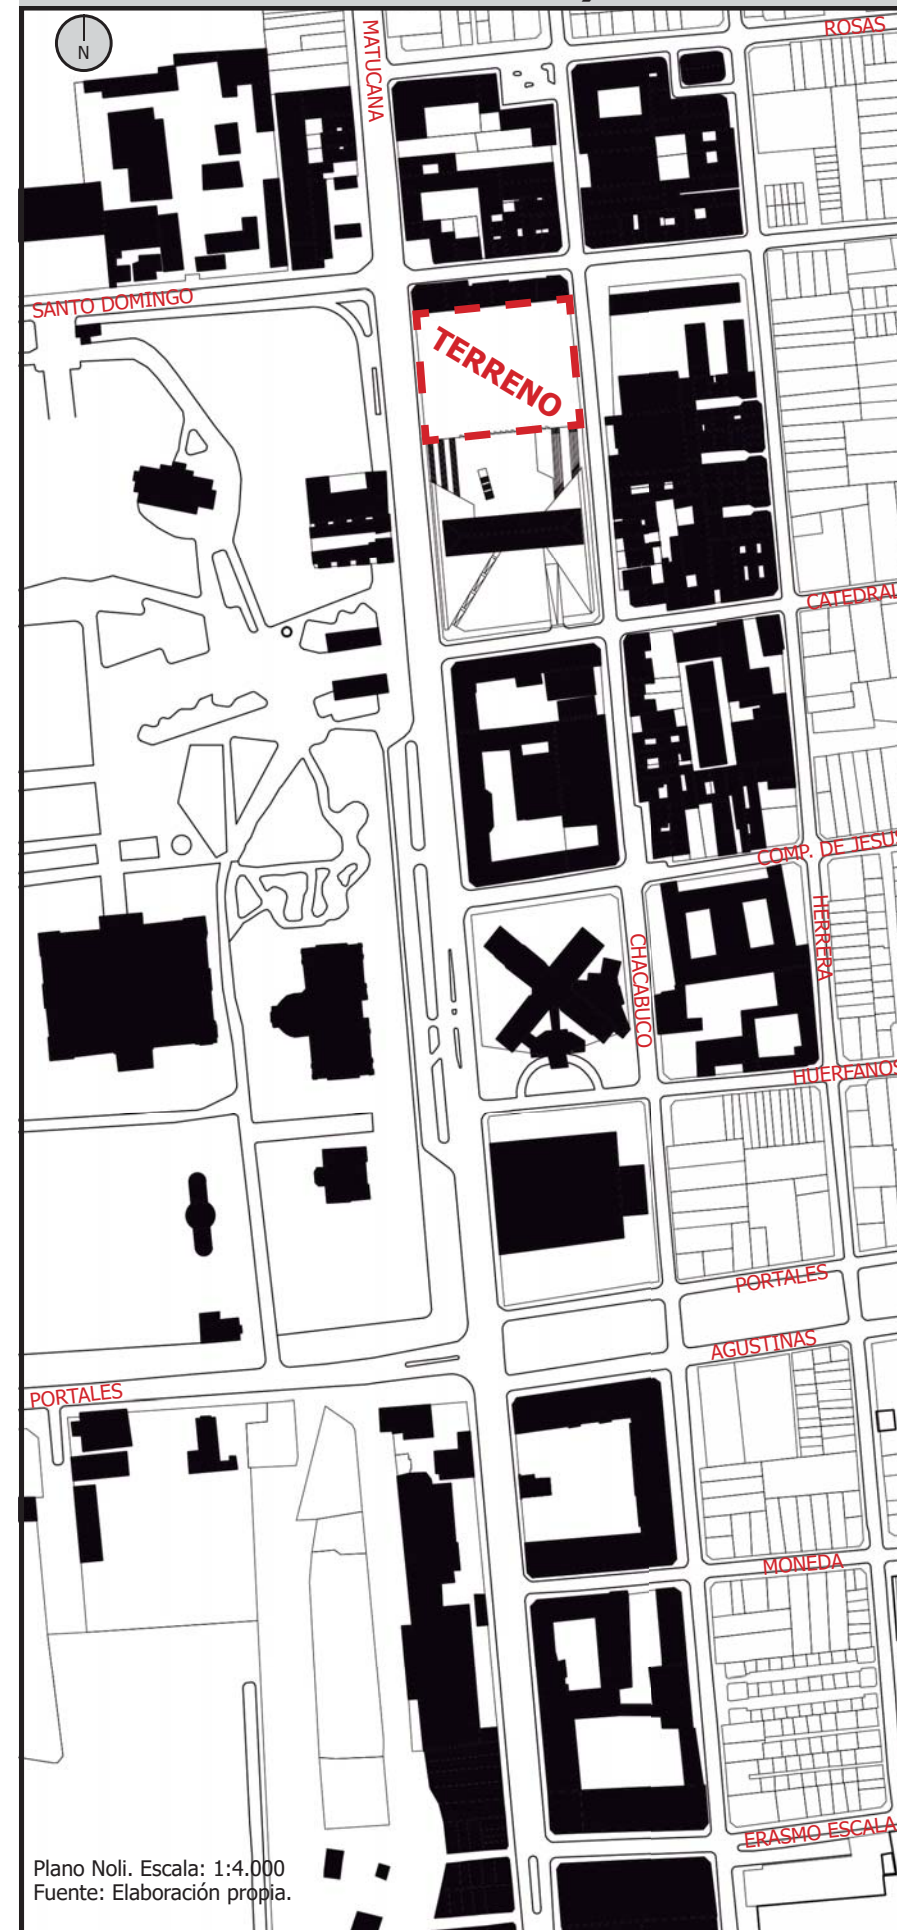 N
MATUCANA
ROSAS
SANTO DOMINGO
TERRENO
CATEDRAL
COMP. DE JESUS
HERRERA
CHACABUCO
HUERFANOS
PORTALES
AGUSTINAS
PORTALES
MONEDA
ERASMO ESCALA
Plano Noli. Escala: 1:4.000
Fuente: Elaboración propia.